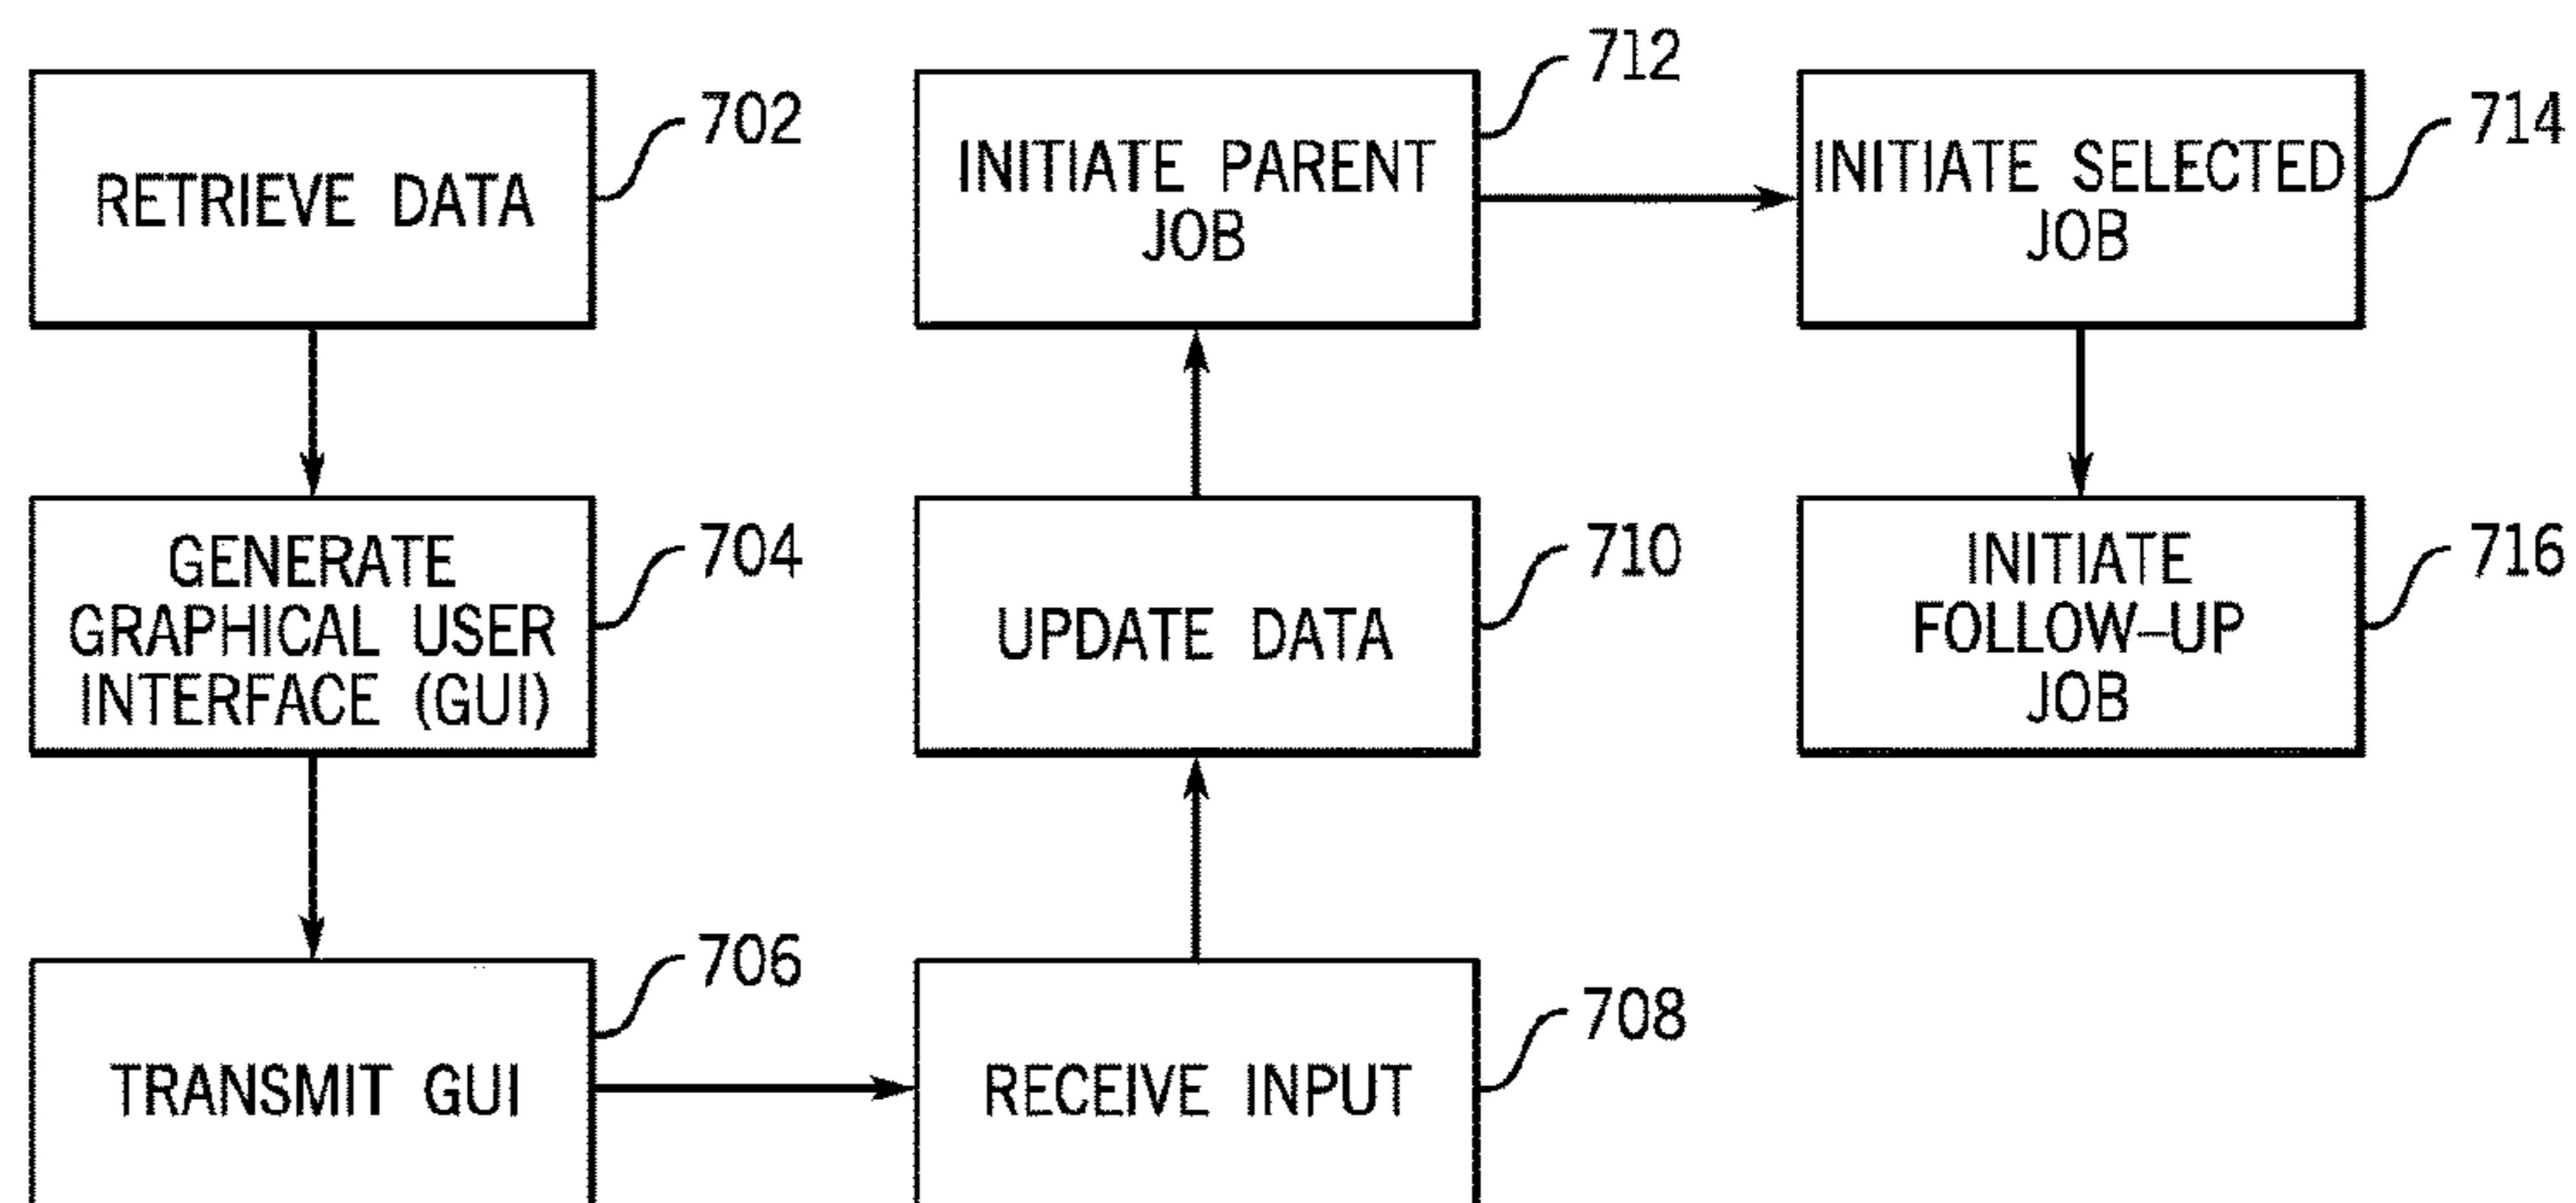 RETRIEVE DATA
702
GENERATE
GRAPHICAL USER
INTERFACE (GUI)
704
TRANSMIT GUI
706
RECEIVE INPUT
708
UPDATE DATA
710
INITIATE PARENT
JOB
712
INITIATE SELECTED
JOB
714
INITIATE
FOLLOW–UP
JOB
716